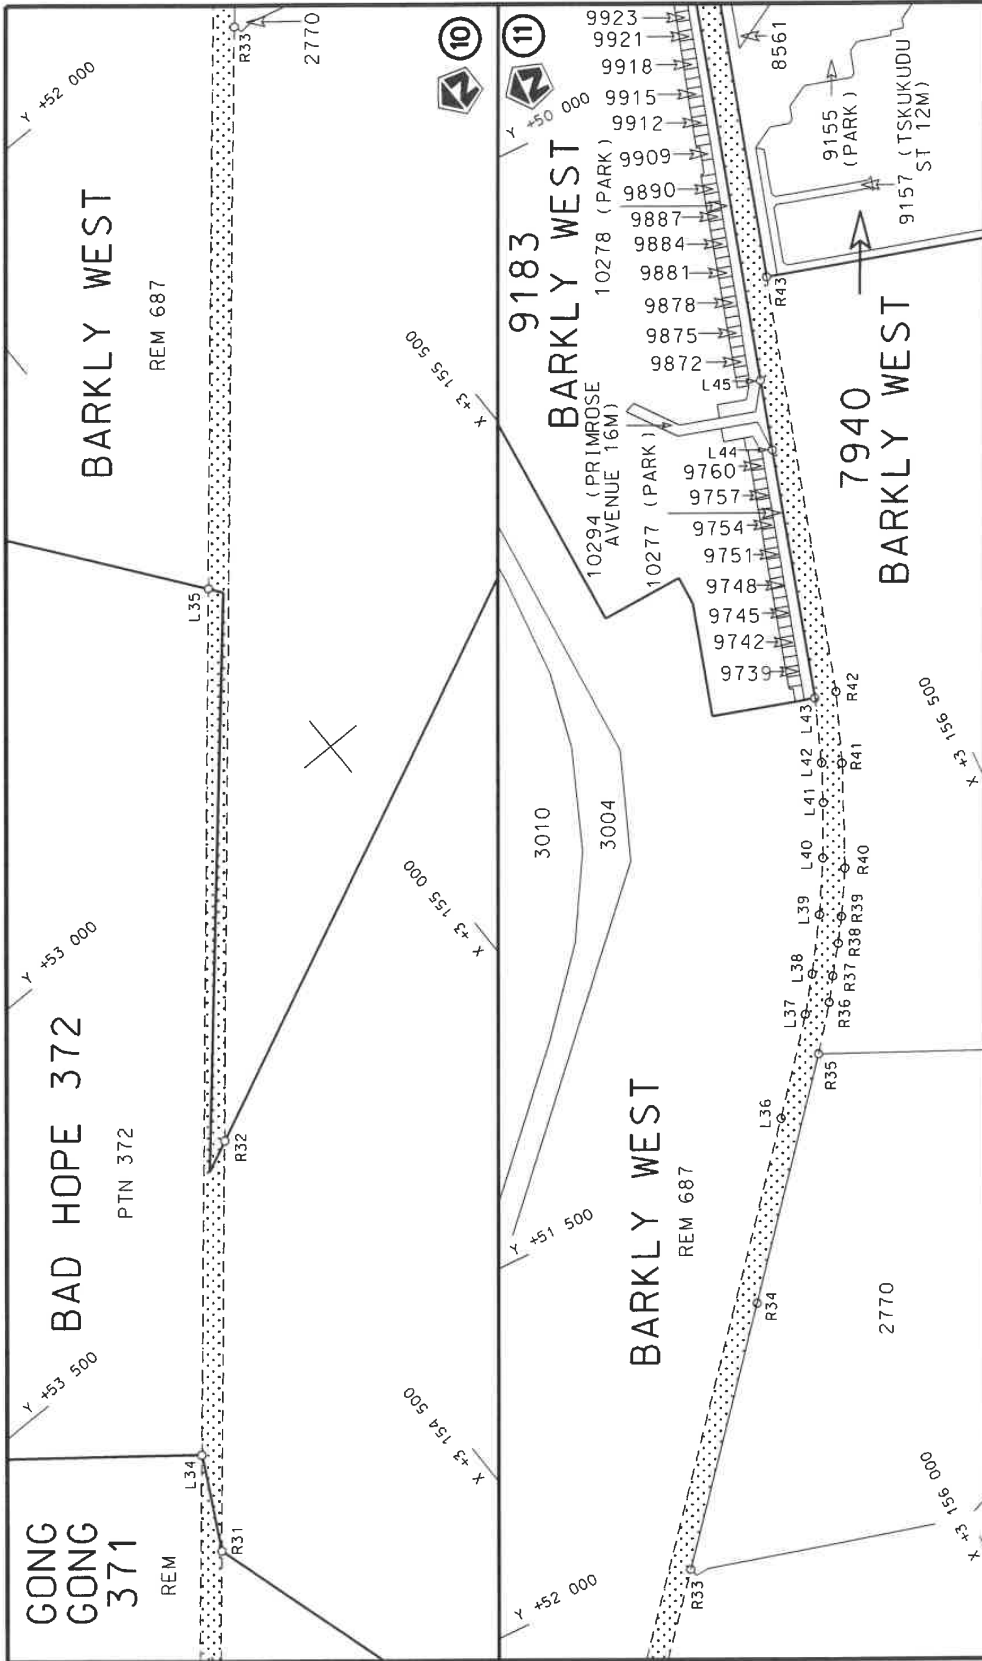 GONG
GONG
371
REM
BAD HOPE 372
PTN 372
BARKLY WEST
REM 687
Y +53 500
Y +53 000
Y +52 000
L34
R31
R32
L35
R33
2770
X +3 154 500
X +3 155 000
X +3 155 500
10
11
Y +52 000
Y +51 500
Y +50 000
3010
3004
BARKLY WEST
REM 687
R33
R34
2770
L36
R35
L37
R36
L38
R37
R38
L39
R39
L40
R40
L41
L42
R41
L43
R42
X +3 156 000
X +3 156 500
9183
BARKLY WEST
10294 (PRIMROSE
AVENUE 16M)
10277 (PARK)
10278 (PARK)
9739
9742
9745
9748
9751
9754
9757
9760
L44
L45
9872
9875
9878
9881
9884
9887
9890
9909
9912
9915
9918
9921
9923
R43
7940
BARKLY WEST
9157 (TSKUKUDU
ST 12M)
9155
(PARK)
8561